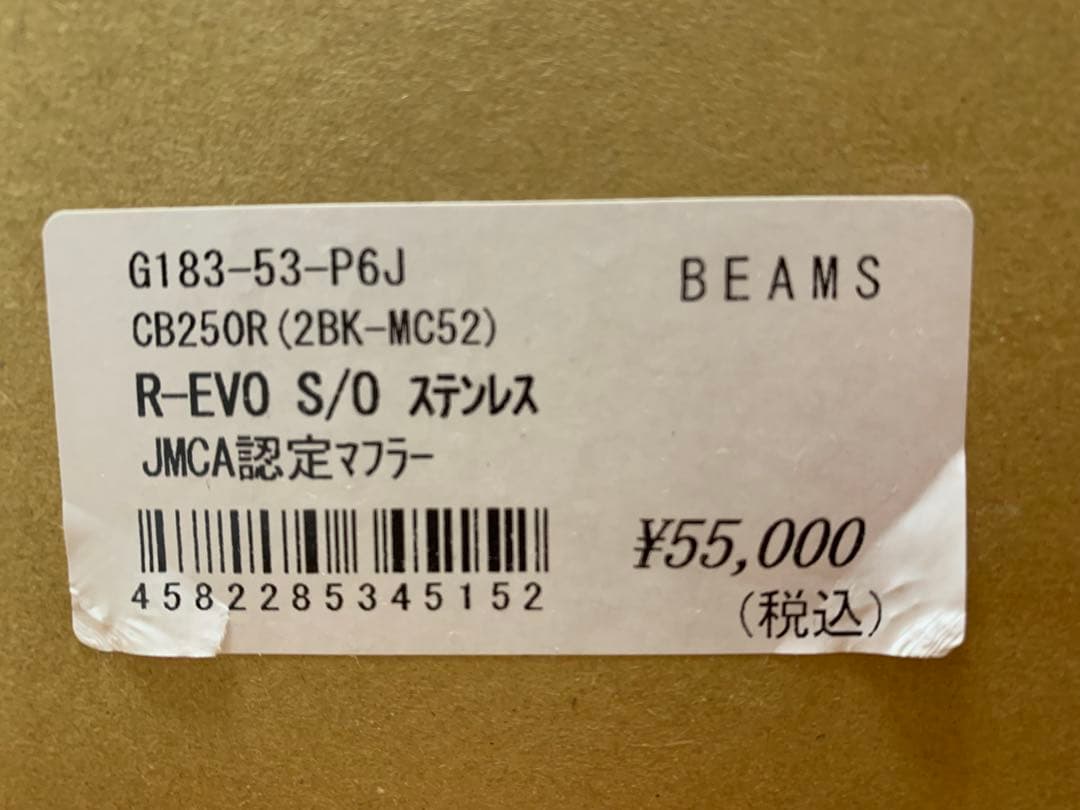 G183-53-P6J
BEAMS
CB250R(2BK-MC52)
R-EVO S/O ステンレス
JMCA認定マフラー
4582285345152
¥55,000
(税込)